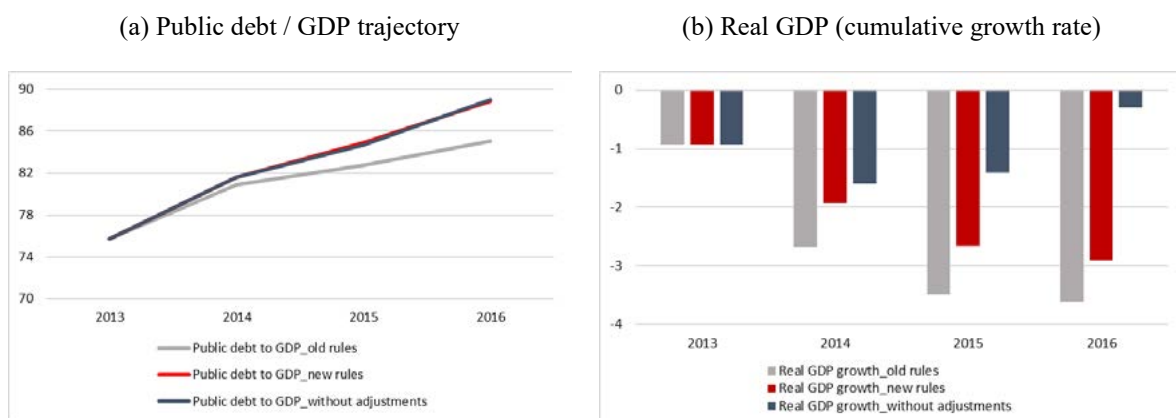 (a) Public debt / GDP trajectory
90
86
82
78
74
70
2013 2014 2015 2016
Public debt to GDP_old rules
Public debt to GDP_new rules
Public debt to GDP_without adjustments
(b) Real GDP (cumulative growth rate)
0
-1
-2
-3
-4
2013 2014 2015 2016
Real GDP growth_old rules
Real GDP growth_new rules
Real GDP growth_without adjustments